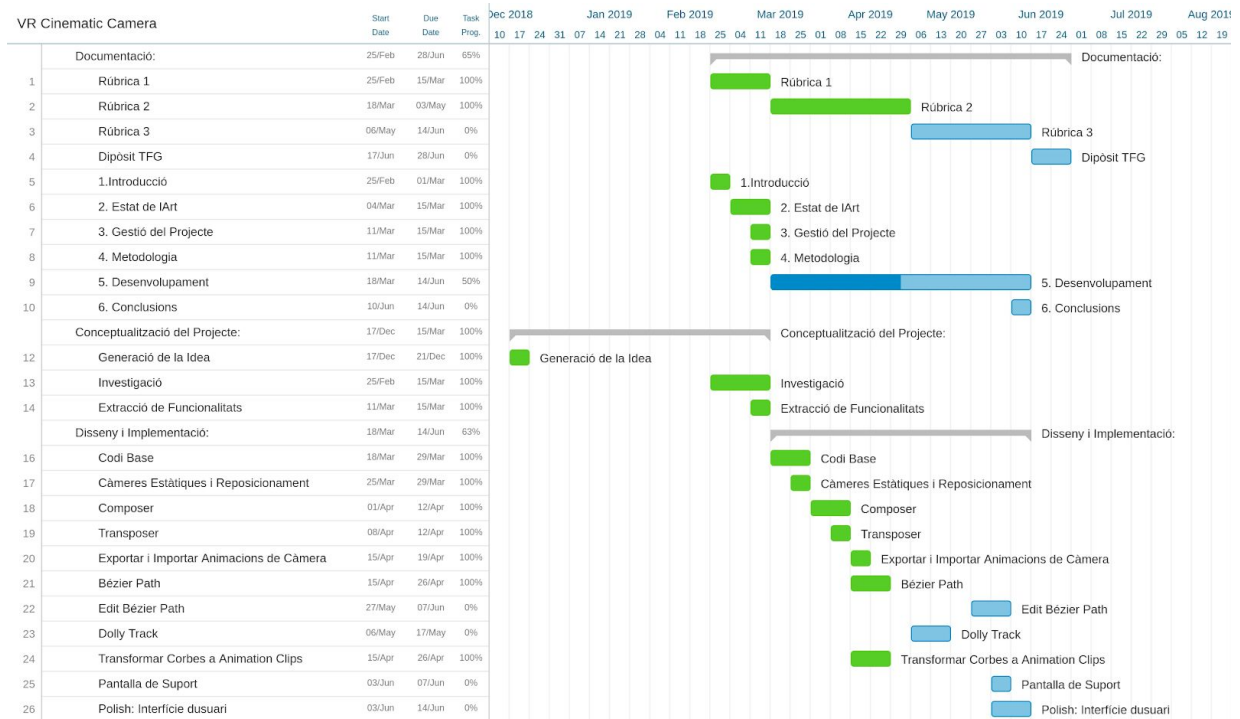 VR Cinematic Camera
Start Date Due Date Task Prog.
Dec 2018 Jan 2019 Feb 2019 Mar 2019 Apr 2019 May 2019 Jun 2019 Jul 2019 Aug 2019
10 17 24 31 07 14 21 28 04 11 18 25 04 11 18 25 01 08 15 22 29 06 13 20 27 03 10 17 24 01 08 15 22 29 05 12 19
Documentació: 25/Feb 28/Jun 65% Documentació:
1 Rúbrica 1 25/Feb 15/Mar 100% Rúbrica 1
2 Rúbrica 2 18/Mar 03/May 100% Rúbrica 2
3 Rúbrica 3 06/May 14/Jun 0% Rúbrica 3
4 Dipòsit TFG 17/Jun 28/Jun 0% Dipòsit TFG
5 1.Introducció 25/Feb 01/Mar 100% 1.Introducció
6 2. Estat de lArt 04/Mar 15/Mar 100% 2. Estat de lArt
7 3. Gestió del Projecte 11/Mar 15/Mar 100% 3. Gestió del Projecte
8 4. Metodologia 11/Mar 15/Mar 100% 4. Metodologia
9 5. Desenvolupament 18/Mar 14/Jun 50% 5. Desenvolupament
10 6. Conclusions 10/Jun 14/Jun 0% 6. Conclusions
Conceptualització del Projecte: 17/Dec 15/Mar 100% Conceptualització del Projecte:
12 Generació de la Idea 17/Dec 21/Dec 100% Generació de la Idea
13 Investigació 25/Feb 15/Mar 100% Investigació
14 Extracció de Funcionalitats 11/Mar 15/Mar 100% Extracció de Funcionalitats
Disseny i Implementació: 18/Mar 14/Jun 63% Disseny i Implementació:
16 Codi Base 18/Mar 29/Mar 100% Codi Base
17 Càmeres Estàtiques i Reposicionament 25/Mar 29/Mar 100% Càmeres Estàtiques i Reposicionament
18 Composer 01/Apr 12/Apr 100% Composer
19 Transposer 08/Apr 12/Apr 100% Transposer
20 Exportar i Importar Animacions de Càmera 15/Apr 19/Apr 100% Exportar i Importar Animacions de Càmera
21 Bézier Path 15/Apr 26/Apr 100% Bézier Path
22 Edit Bézier Path 27/May 07/Jun 0% Edit Bézier Path
23 Dolly Track 06/May 17/May 0% Dolly Track
24 Transformar Corbes a Animation Clips 15/Apr 26/Apr 100% Transformar Corbes a Animation Clips
25 Pantalla de Suport 03/Jun 07/Jun 0% Pantalla de Suport
26 Polish: Interfície dusuari 03/Jun 14/Jun 0% Polish: Interfície dusuari